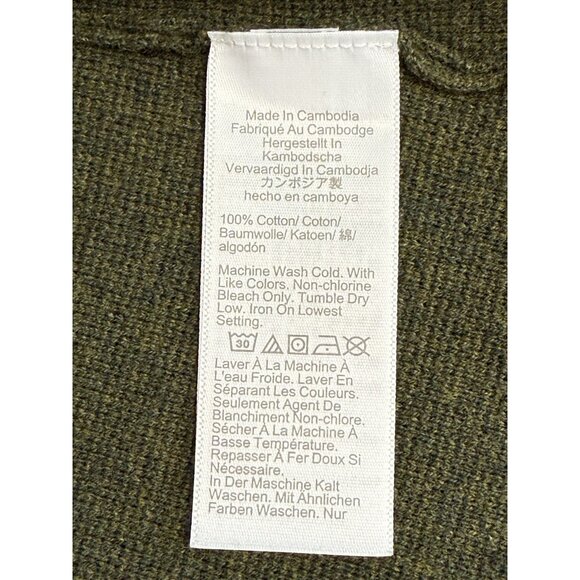 Made In Cambodia
Fabriqué Au Cambodge
Hergestellt In
Kambodscha
Vervaardigd In Cambodja
カンボジア製
hecho en camboya
100% Cotton/ Coton/
Baumwolle/ Katoen/ 綿/
algodón
Machine Wash Cold. With
Like Colors. Non-chlorine
Bleach Only. Tumble Dry
Low. Iron On Lowest
Setting.
30
Laver À La Machine À
L'eau Froide. Laver En
Séparant Les Couleurs.
Seulement Agent De
Blanchiment Non-chlore.
Sécher À La Machine À
Basse Température.
Repasser À Fer Doux Si
Nécessaire.
In Der Maschine Kalt
Waschen. Mit Ähnlichen
Farben Waschen. Nur